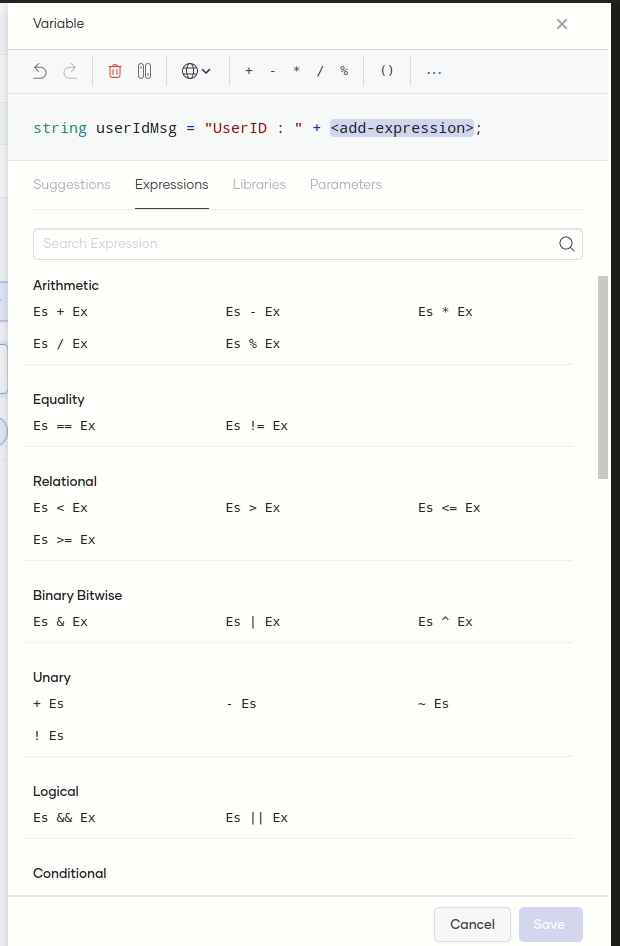 Variable
+ - * / % () ...
string userIdMsg = "UserID : " + <add-expression>;
Suggestions Expressions Libraries Parameters
Search Expression
Arithmetic
Es + Ex Es - Ex Es * Ex
Es / Ex Es % Ex
Equality
Es == Ex Es != Ex
Relational
Es < Ex Es > Ex Es <= Ex
Es >= Ex
Binary Bitwise
Es & Ex Es | Ex Es ^ Ex
Unary
+ Es - Es ~ Es
! Es
Logical
Es && Ex Es || Ex
Conditional
Cancel Save